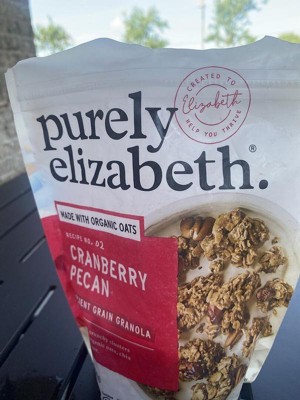 CREATED TO
Elizabeth
HELP YOU THRIVE
purely
elizabeth.®
MADE WITH ORGANIC OATS
RECIPE NO. 02
CRANBERRY
PECAN
GRAIN GRANOLA
clusters